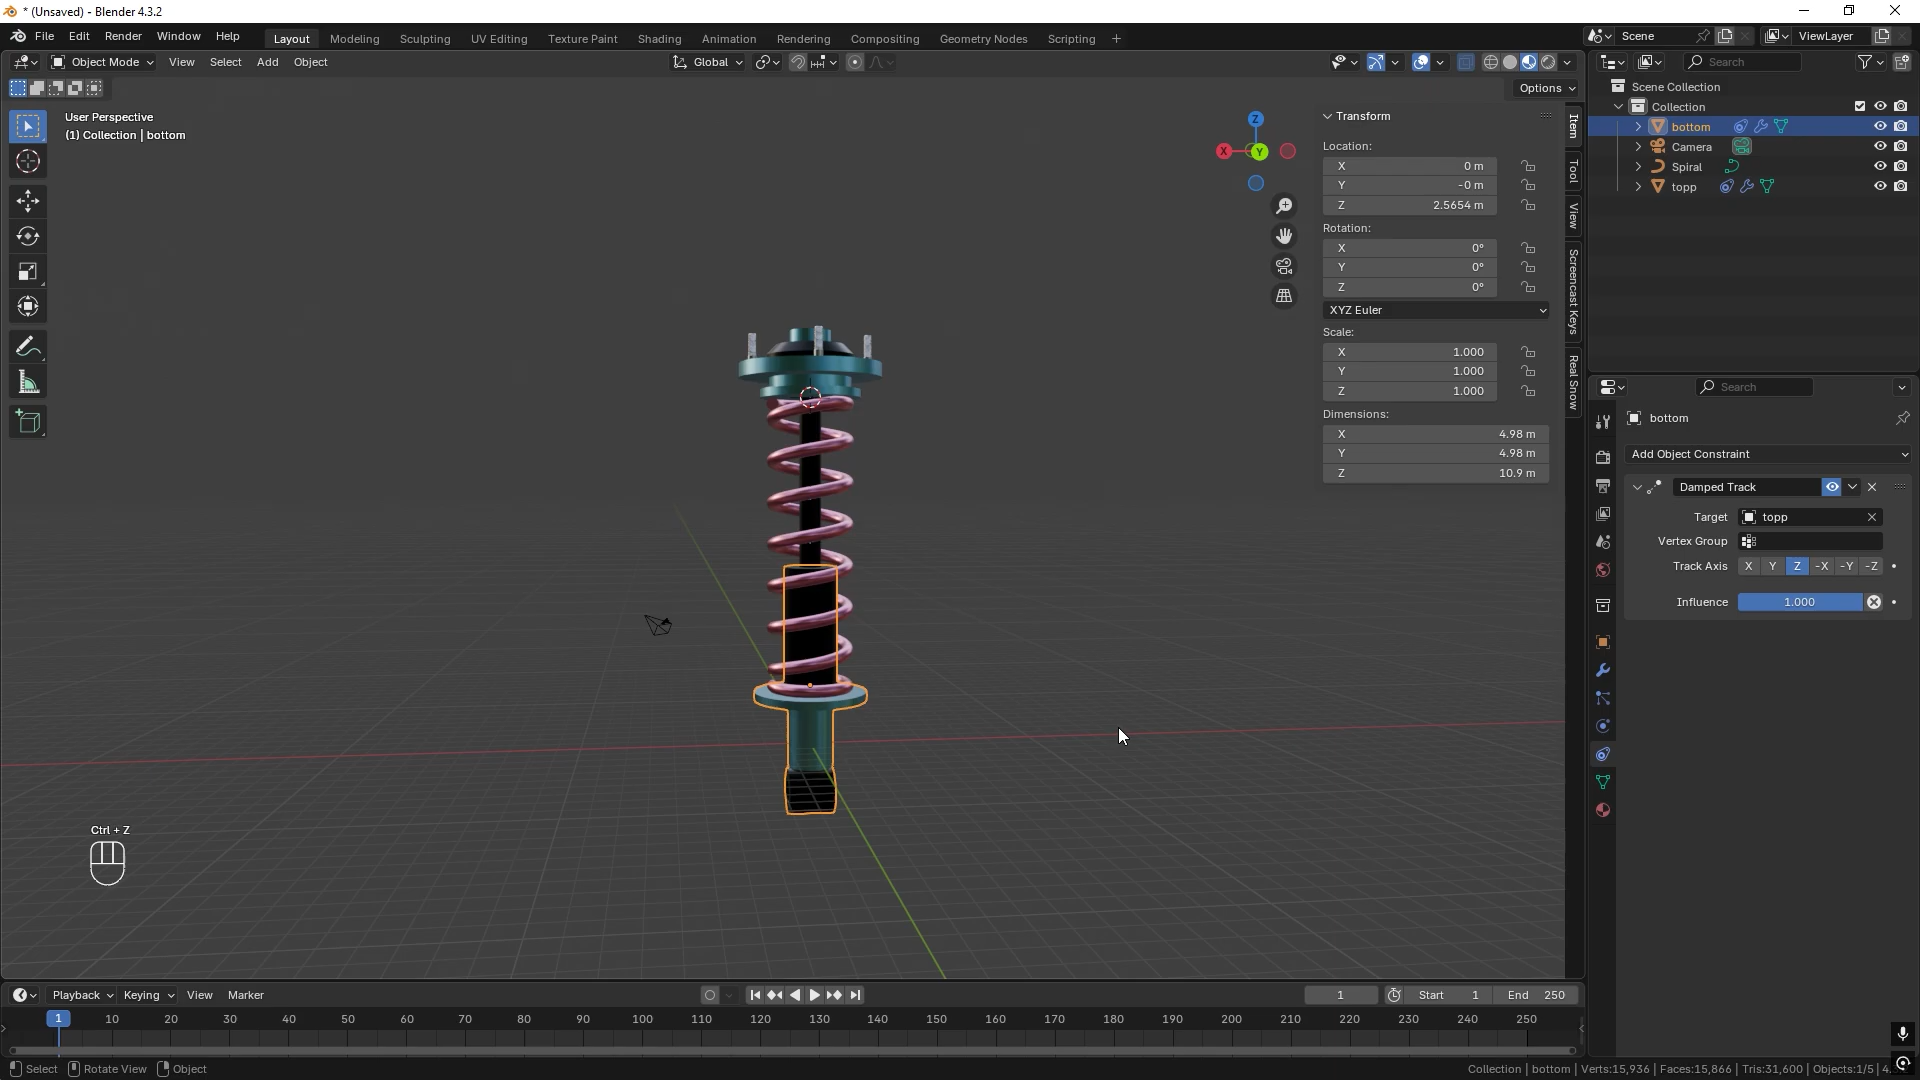 * (Unsaved) - Blender 4.3.2
File Edit Render Window Help
Layout Modeling Sculpting UV Editing Texture Paint Shading Animation Rendering Compositing Geometry Nodes Scripting +
Scene ViewLayer
Object Mode View Select Add Object
Global
Options
User Perspective
(1) Collection | bottom
Z
X
Y
Transform
Location:
X 0 m
Y -0 m
Z 2.5654 m
Rotation:
X 0°
Y 0°
Z 0°
XYZ Euler
Scale:
X 1.000
Y 1.000
Z 1.000
Dimensions:
X 4.98 m
Y 4.98 m
Z 10.9 m
Item
Tool
View
Screencast Keys
Real Snow
Search
Scene Collection
Collection
bottom
Camera
Spiral
topp
Search
bottom
Add Object Constraint
Damped Track
Target topp
Vertex Group
Track Axis X Y Z -X -Y -Z
Influence 1.000
Ctrl + Z
Playback Keying View Marker
1 Start 1 End 250
1 10 20 30 40 50 60 70 80 90 100 110 120 130 140 150 160 170 180 190 200 210 220 230 240 250
Select Rotate View Object
Collection | bottom | Verts:15,936 | Faces:15,866 | Tris:31,600 | Objects:1/5 | 4.